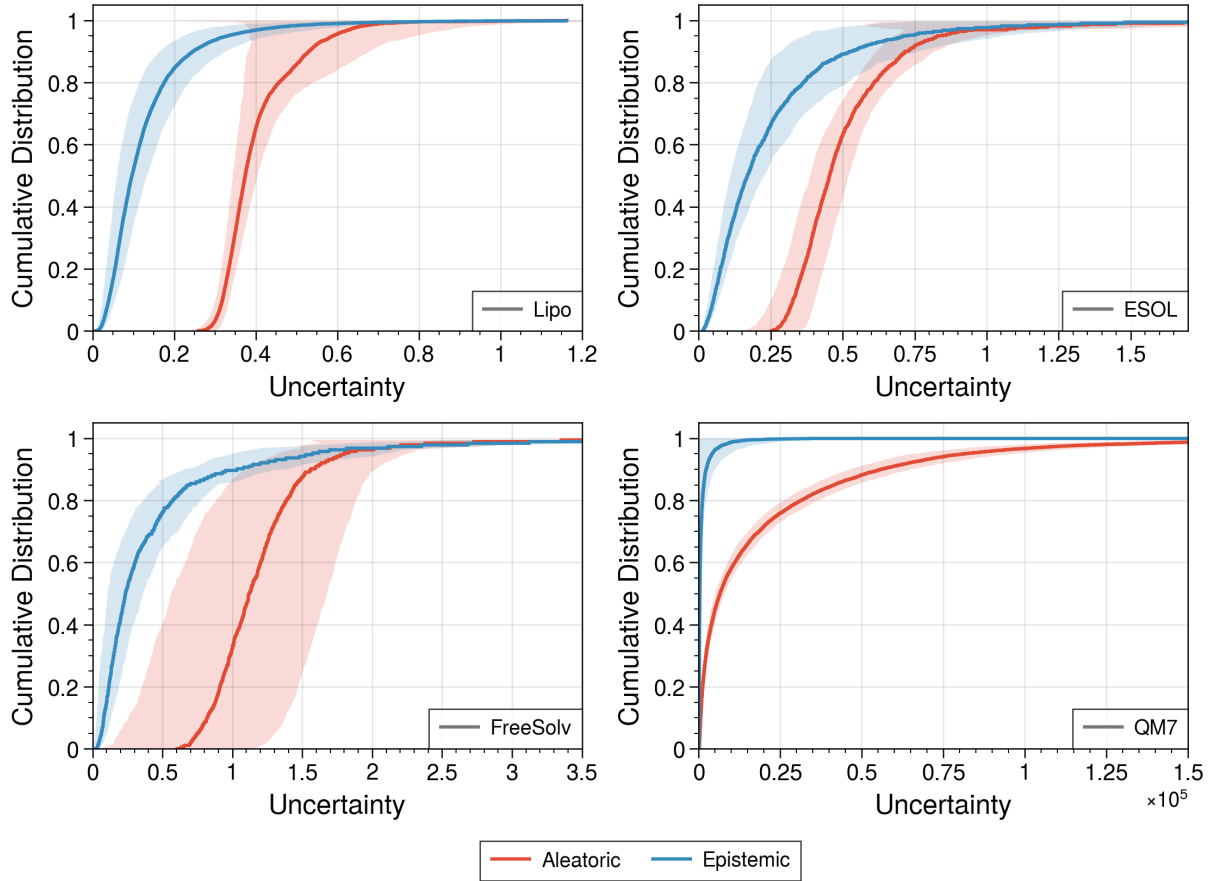 Cumulative Distribution
1
0.8
0.6
0.4
0.2
0
0 0.2 0.4 0.6 0.8 1 1.2
Uncertainty
Lipo
Cumulative Distribution
1
0.8
0.6
0.4
0.2
0
0 0.25 0.5 0.75 1 1.25 1.5
Uncertainty
ESOL
Cumulative Distribution
1
0.8
0.6
0.4
0.2
0
0 0.5 1 1.5 2 2.5 3 3.5
Uncertainty
FreeSolv
Cumulative Distribution
1
0.8
0.6
0.4
0.2
0
0 0.25 0.5 0.75 1 1.25 1.5
×10⁵
Uncertainty
QM7
Aleatoric Epistemic